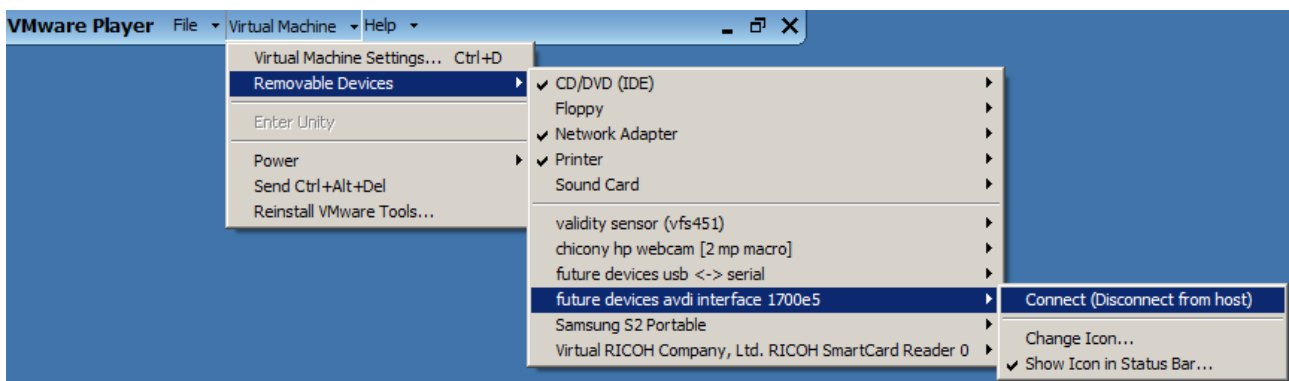 VMware Player File Virtual Machine Help
Virtual Machine Settings... Ctrl+D
Removable Devices
Enter Unity
Power
Send Ctrl+Alt+Del
Reinstall VMware Tools...
CD/DVD (IDE)
Floppy
Network Adapter
Printer
Sound Card
validity sensor (vfs451)
chicony hp webcam [2 mp macro]
future devices usb <-> serial
future devices avdi interface 1700e5
Samsung S2 Portable
Virtual RICOH Company, Ltd. RICOH SmartCard Reader 0
Connect (Disconnect from host)
Change Icon...
Show Icon in Status Bar...